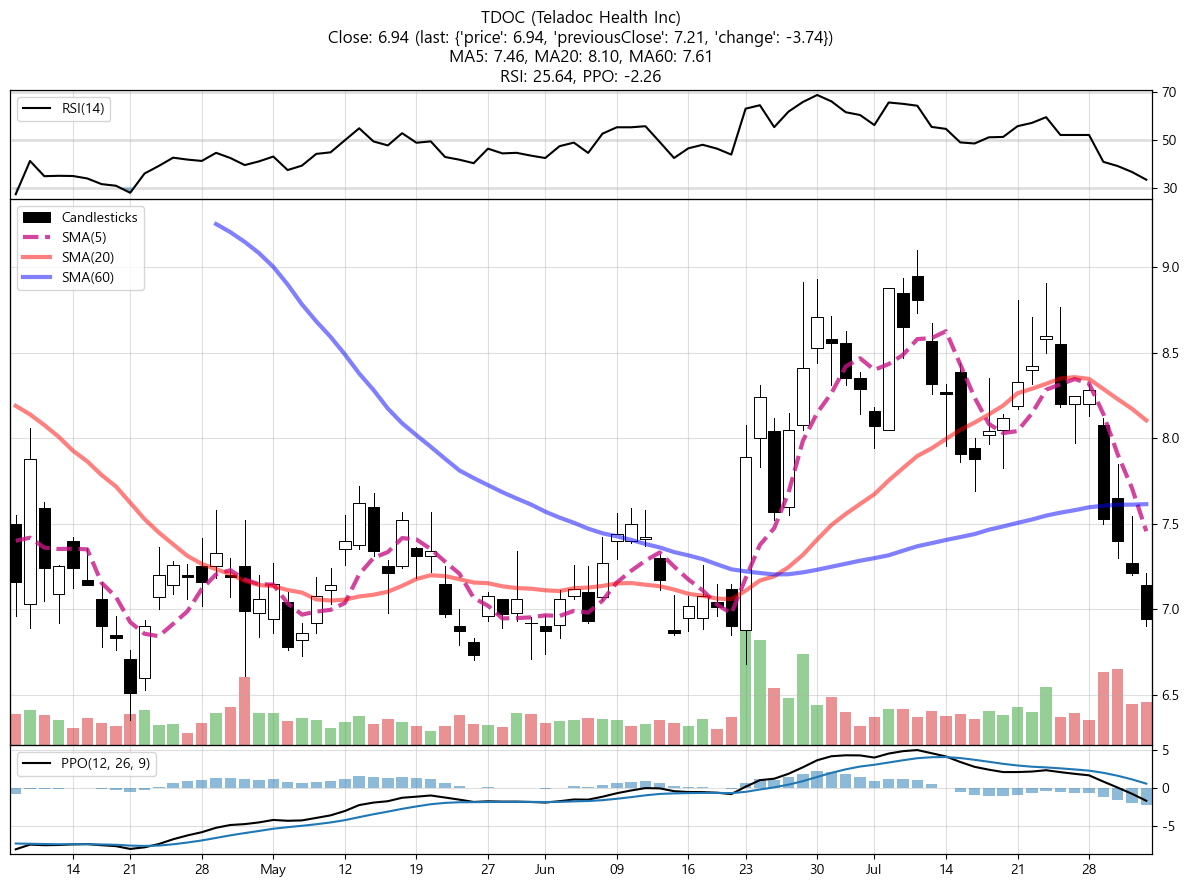 TDOC (Teladoc Health Inc)
Close: 6.94 (last: {'price': 6.94, 'previousClose': 7.21, 'change': -3.74})
MA5: 7.46, MA20: 8.10, MA60: 7.61
RSI: 25.64, PPO: -2.26
RSI(14)
70
50
30
Candlesticks
SMA(5)
SMA(20)
SMA(60)
9.0
8.5
8.0
7.5
7.0
6.5
PPO(12, 26, 9)
5
0
-5
14 21 28 May 12 19 27 Jun 09 16 23 30 Jul 14 21 28